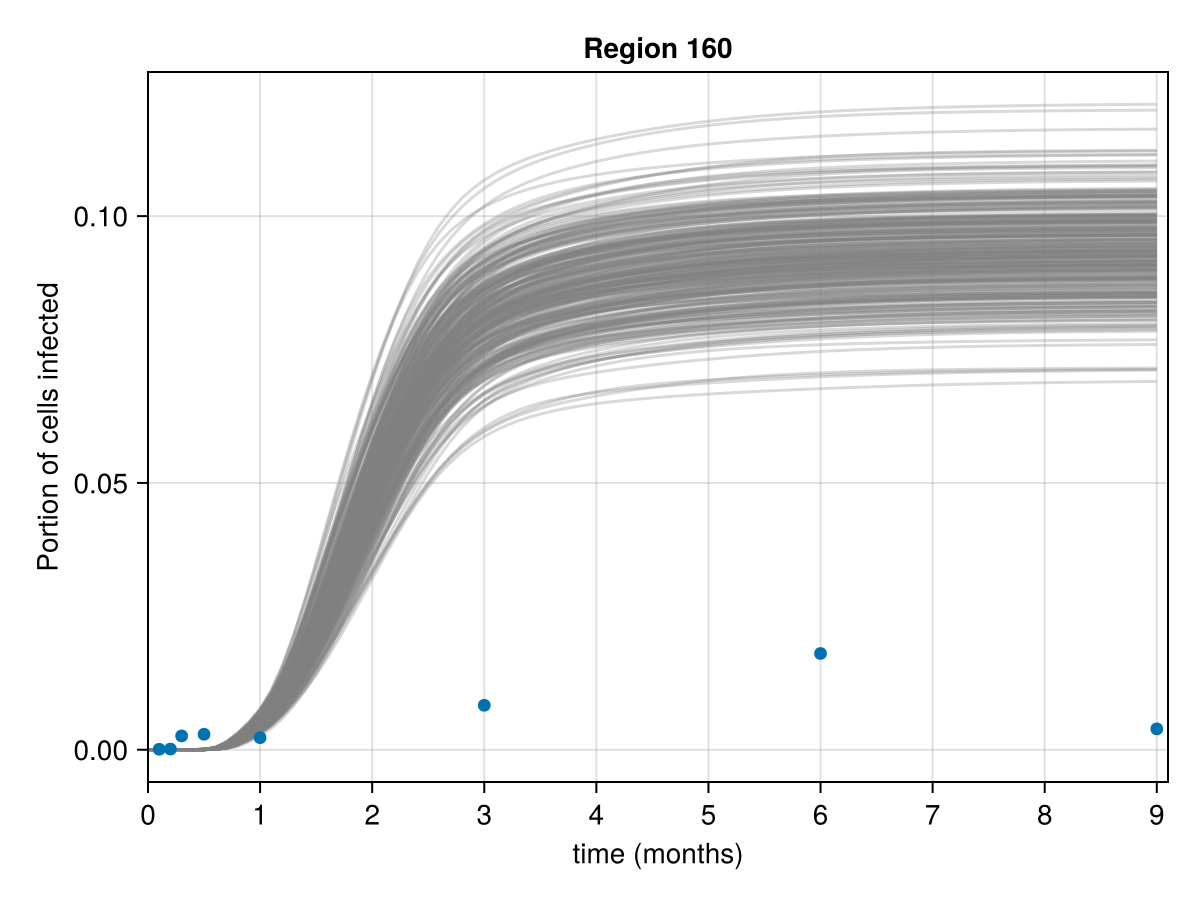 Region 160
Portion of cells infected
0.10
0.05
0.00
0 1 2 3 4 5 6 7 8 9
time (months)